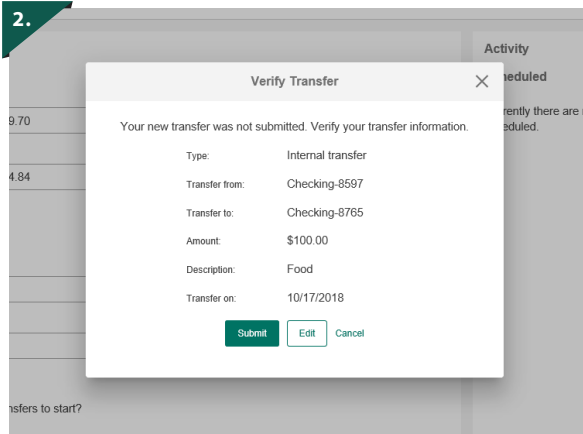 2.
Activity
Verify Transfer
heduled
9.70
Your new transfer was not submitted. Verify your transfer information.
rently there are
eduled.
Type: Internal transfer
4.84
Transfer from: Checking-8597
Transfer to: Checking-8765
Amount: $100.00
Description: Food
Transfer on: 10/17/2018
Submit Edit Cancel
nsfers to start?